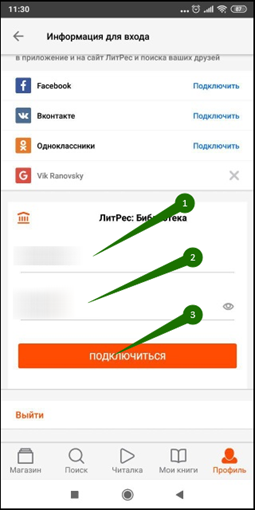 11:30
87
Информация для входа
в приложение и на сайт ЛитРес и поиска ваших друзей
Facebook Подключить
Вконтакте Подключить
Одноклассники Подключить
Vik Ranovsky
ЛитРес: Библиотека
1
2
3
ПОДКЛЮЧИТЬСЯ
Выйти
Магазин Поиск Читалка Мои книги Профиль